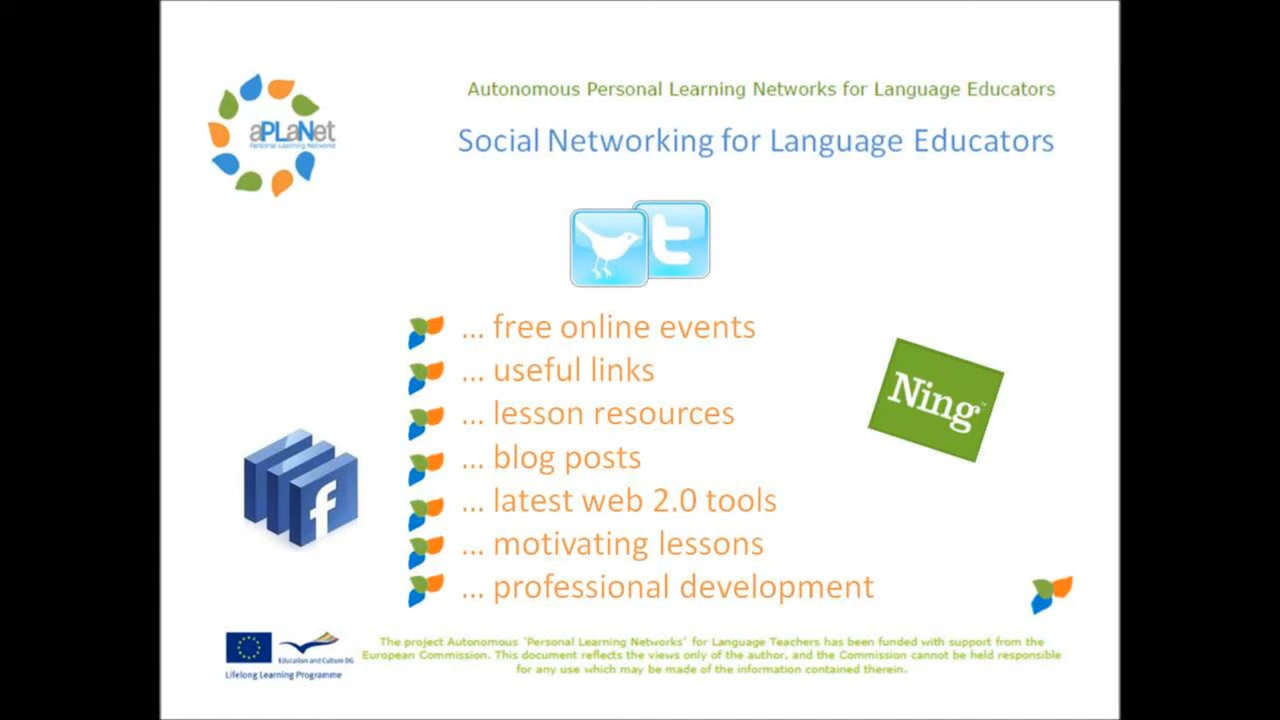 Autonomous Personal Learning Networks for Language Educators
aPLaNet
Personal Learning Networks
Social Networking for Language Educators
t
... free online events
... useful links
... lesson resources
Ning™
... blog posts
f
... latest web 2.0 tools
... motivating lessons
... professional development
Education and Culture DG
Lifelong Learning Programme
The project Autonomous 'Personal Learning Networks' for Language Teachers has been funded with support from the
European Commission. This document reflects the views only of the author, and the Commission cannot be held responsible
for any use which may be made of the information contained therein.